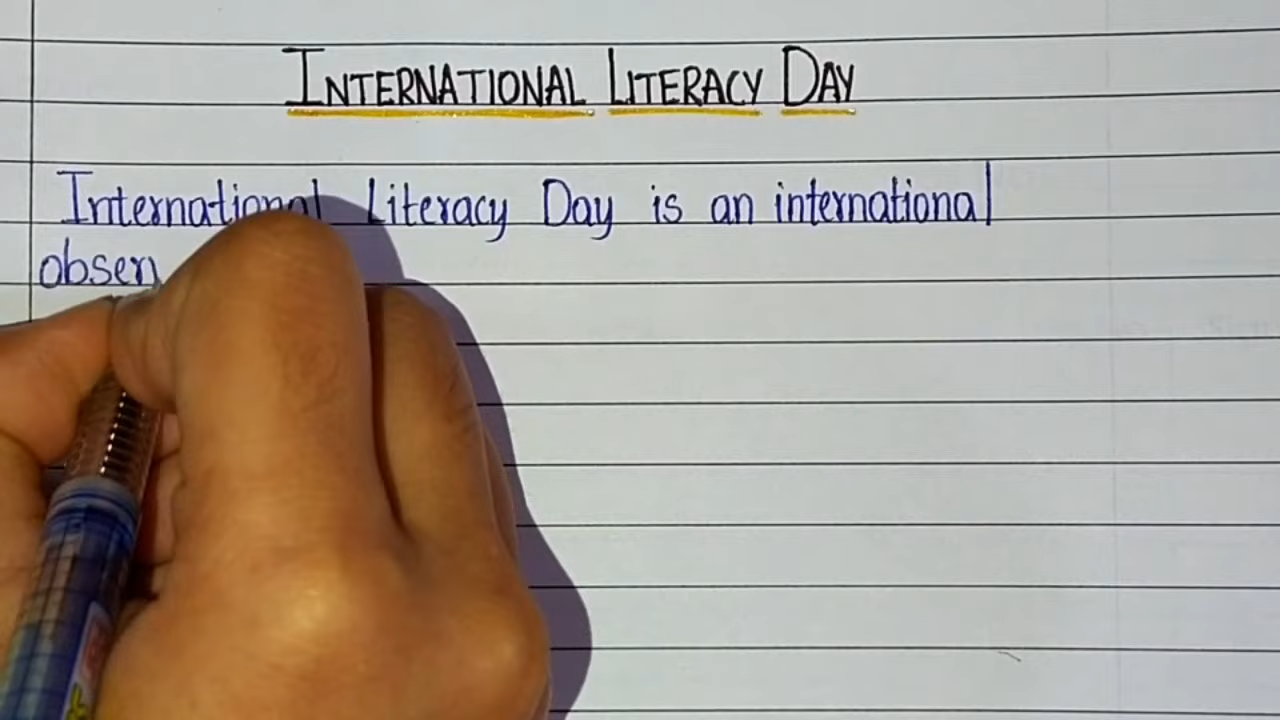 INTERNATIONAL LITERACY DAY
International Literacy Day is an international
obser